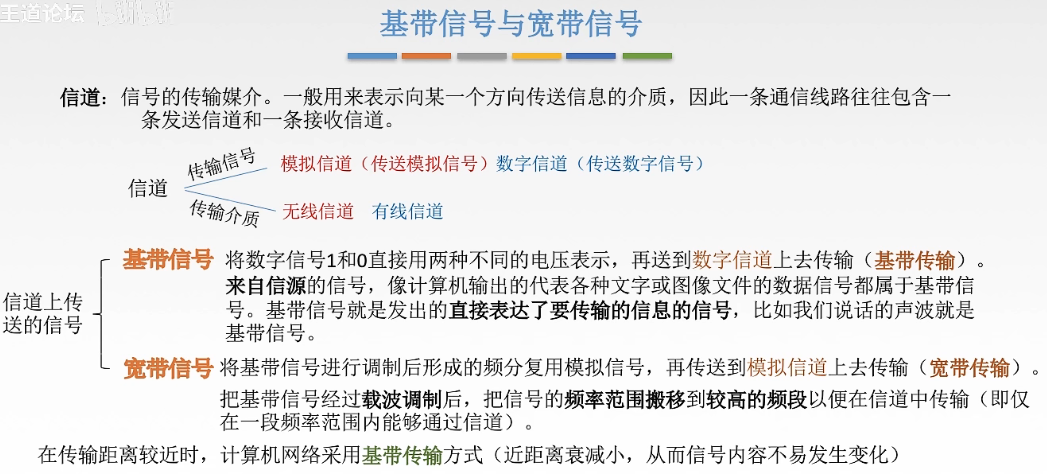 王道论坛
基带信号与宽带信号
信道：信号的传输媒介。一般用来表示向某一个方向传送信息的介质，因此一条通信线路往往包含一
条发送信道和一条接收信道。
传输信号
模拟信道（传送模拟信号）数字信道（传送数字信号）
信道
传输介质
无线信道 有线信道
基带信号 将数字信号1和0直接用两种不同的电压表示，再送到数字信道上去传输（基带传输）。
来自信源的信号，像计算机输出的代表各种文字或图像文件的数据信号都属于基带信
号。基带信号就是发出的直接表达了要传输的信息的信号，比如我们说话的声波就是
基带信号。
信道上传
送的信号
宽带信号 将基带信号进行调制后形成的频分复用模拟信号，再传送到模拟信道上去传输（宽带传输）。
把基带信号经过载波调制后，把信号的频率范围搬移到较高的频段以便在信道中传输（即仅
在一段频率范围内能够通过信道）。
在传输距离较近时，计算机网络采用基带传输方式（近距离衰减小，从而信号内容不易发生变化）